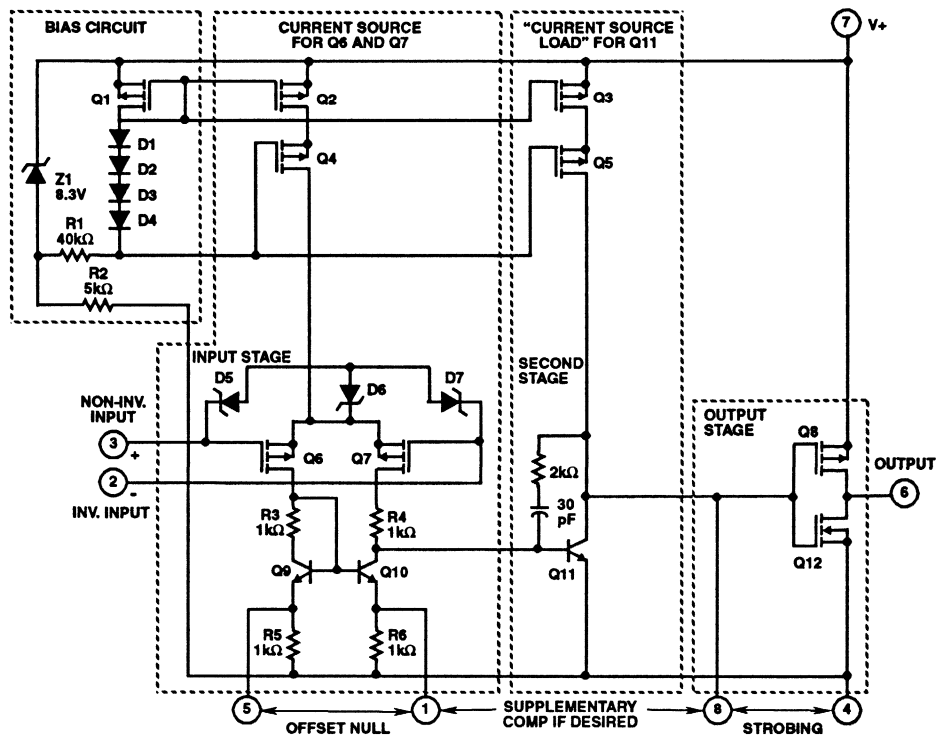 BIAS CIRCUIT
CURRENT SOURCE
FOR Q6 AND Q7
“CURRENT SOURCE
LOAD” FOR Q11
7
V+
Q1
Q2
Q3
D1
D2
D3
D4
Q4
Q5
Z1
8.3V
R1
40kΩ
R2
5kΩ
INPUT STAGE
D5
D6
D7
SECOND
STAGE
NON-INV.
INPUT
3
+
2
-
INV. INPUT
Q6
Q7
2kΩ
30
pF
OUTPUT
STAGE
Q8
OUTPUT
6
Q12
R3
1kΩ
R4
1kΩ
Q9
Q10
Q11
R5
1kΩ
R6
1kΩ
5
OFFSET NULL
1
SUPPLEMENTARY
COMP IF DESIRED
8
STROBING
4